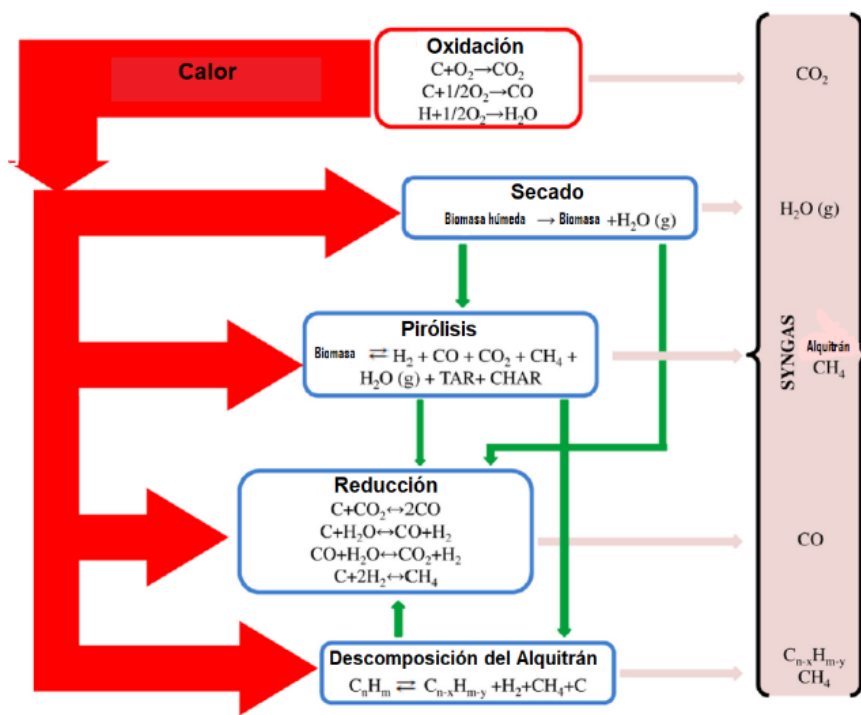 Calor
Oxidación
C+O₂→CO₂
C+1/2O₂→CO
H+1/2O₂→H₂O
CO₂
Secado
Biomasa húmeda → Biomasa +H₂O (g)
H₂O (g)
Pirólisis
Biomasa ⇄ H₂ + CO + CO₂ + CH₄ +
H₂O (g) + TAR+ CHAR
SYNGAS
Alquitrán
CH₄
Reducción
C+CO₂↔2CO
C+H₂O↔CO+H₂
CO+H₂O↔CO₂+H₂
C+2H₂↔CH₄
CO
Descomposición del Alquitrán
CₙHₘ ⇄ Cₙ₋ₓHₘ₋y +H₂+CH₄+C
Cₙ₋ₓHₘ₋y
CH₄